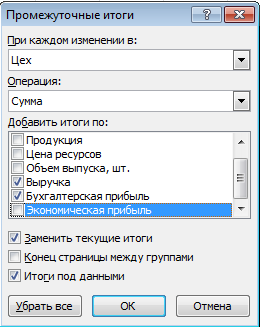 Промежуточные итоги
При каждом изменении в:
Цех
Операция:
Сумма
Добавить итоги по:
Продукция
Цена ресурсов
Объем выпуска, шт.
Выручка
Бухгалтерская прибыль
Экономическая прибыль
Заменить текущие итоги
Конец страницы между группами
Итоги под данными
Убрать все
OK
Отмена